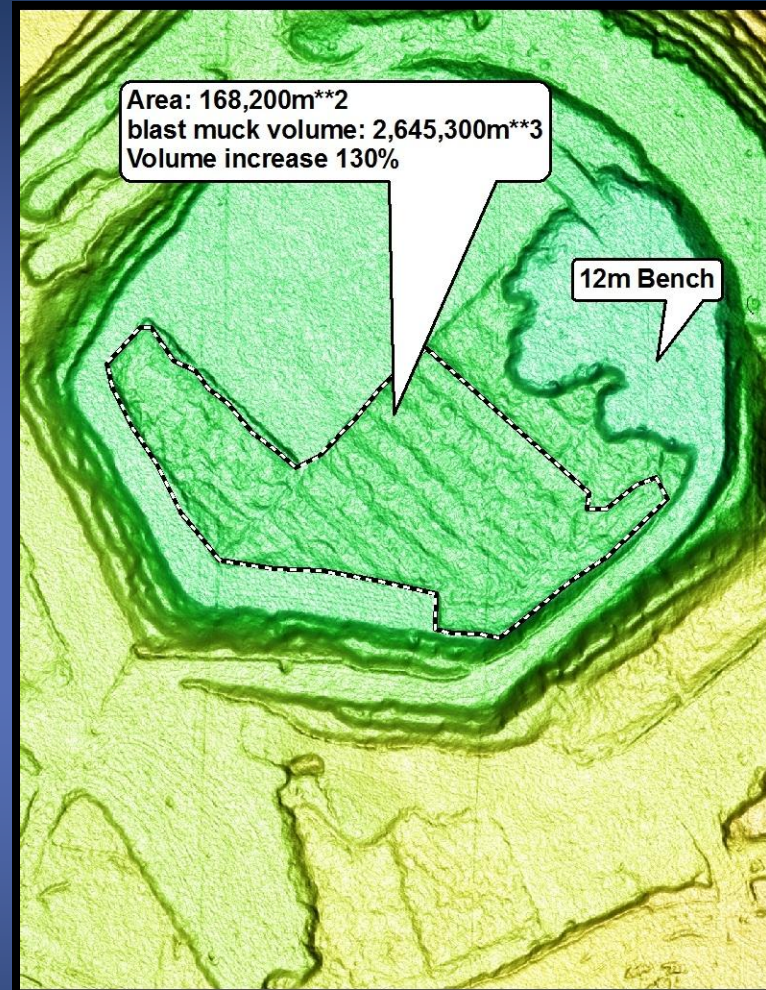 Area: 168,200m**2
blast muck volume: 2,645,300m**3
Volume increase 130%
12m Bench